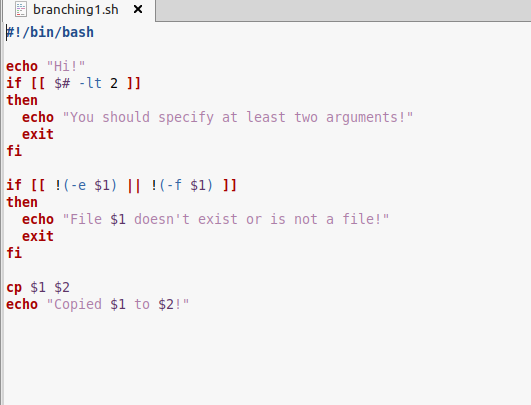 branching1.sh ×
#!/bin/bash
echo "Hi!"
if [[ $# -lt 2 ]]
then
  echo "You should specify at least two arguments!"
  exit
fi
if [[ !(-e $1) || !(-f $1) ]]
then
  echo "File $1 doesn't exist or is not a file!"
  exit
fi
cp $1 $2
echo "Copied $1 to $2!"